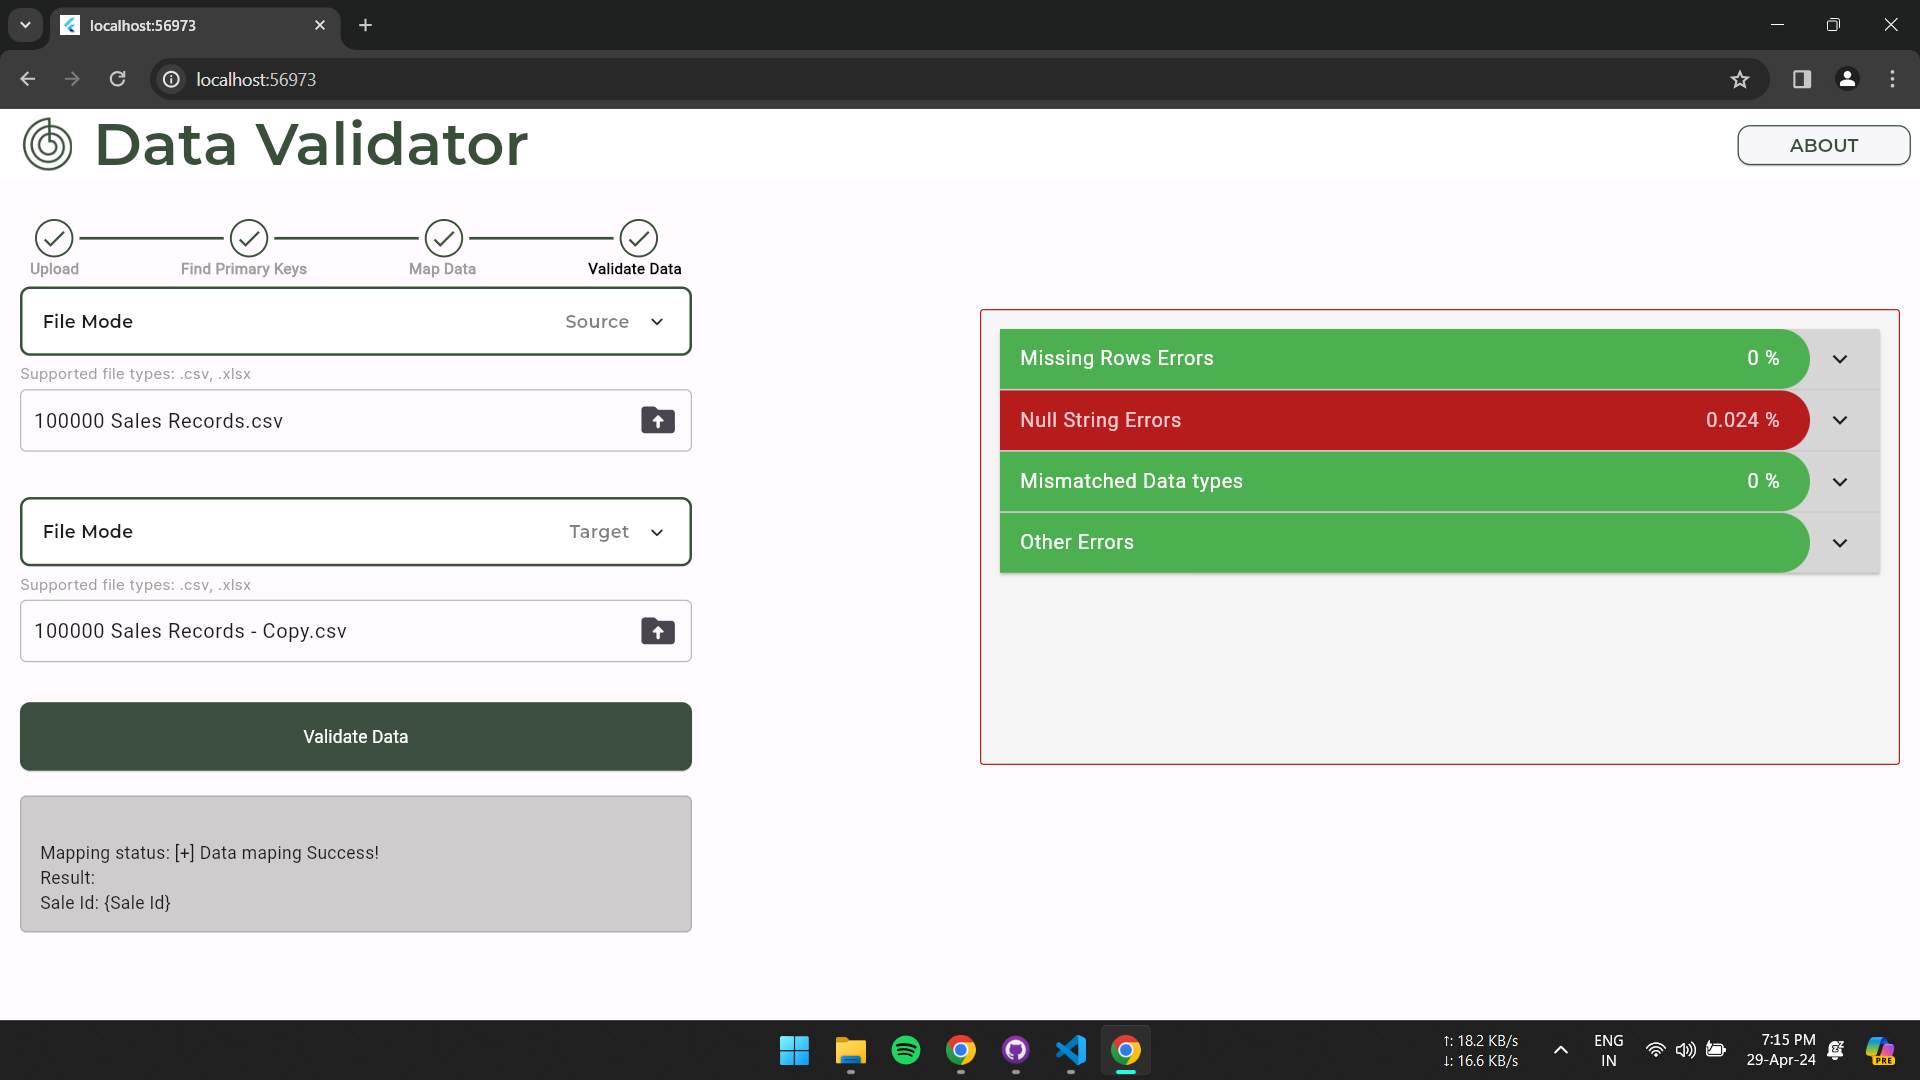 localhost:56973
localhost:56973
Data Validator
ABOUT
Upload
Find Primary Keys
Map Data
Validate Data
File Mode
Source
Supported file types: .csv, .xlsx
100000 Sales Records.csv
File Mode
Target
Supported file types: .csv, .xlsx
100000 Sales Records - Copy.csv
Validate Data
Mapping status: [+] Data maping Success!
Result:
Sale Id: {Sale Id}
Missing Rows Errors
0 %
Null String Errors
0.024 %
Mismatched Data types
0 %
Other Errors
↑: 18.2 KB/s
↓: 16.6 KB/s
ENG
IN
7:15 PM
29-Apr-24
PRE